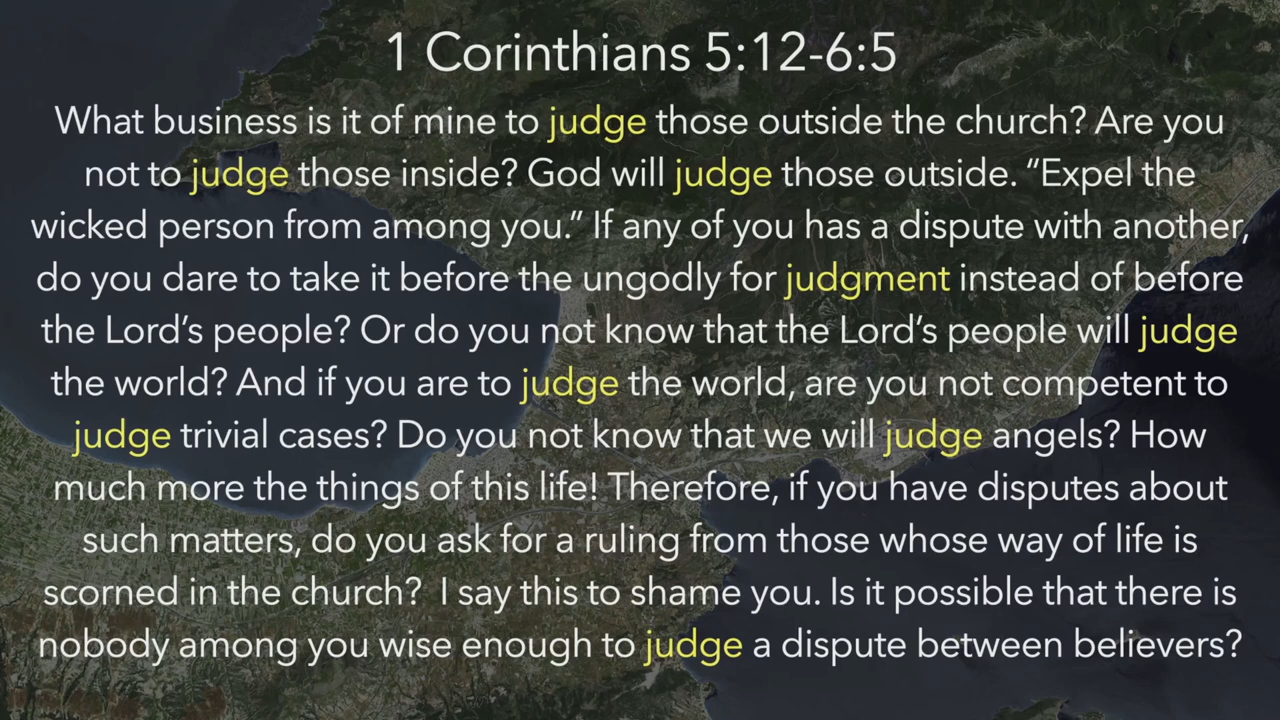 1 Corinthians 5:12-6:5
What business is it of mine to judge those outside the church? Are you
not to judge those inside? God will judge those outside. “Expel the
wicked person from among you.” If any of you has a dispute with another,
do you dare to take it before the ungodly for judgment instead of before
the Lord’s people? Or do you not know that the Lord’s people will judge
the world? And if you are to judge the world, are you not competent to
judge trivial cases? Do you not know that we will judge angels? How
much more the things of this life! Therefore, if you have disputes about
such matters, do you ask for a ruling from those whose way of life is
scorned in the church?  I say this to shame you. Is it possible that there is
nobody among you wise enough to judge a dispute between believers?